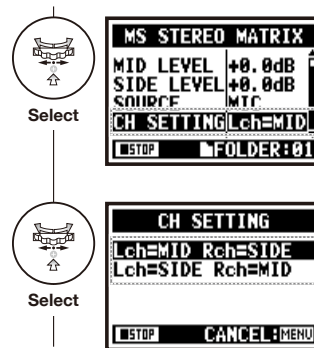 MS STEREO MATRIX
MID LEVEL +0.0dB
SIDE LEVEL +0.0dB
SOURCE MIC
CH SETTING Lch=MID
STOP FOLDER:01
Select
CH SETTING
Lch=MID Rch=SIDE
Lch=SIDE Rch=MID
STOP CANCEL:MENU
Select